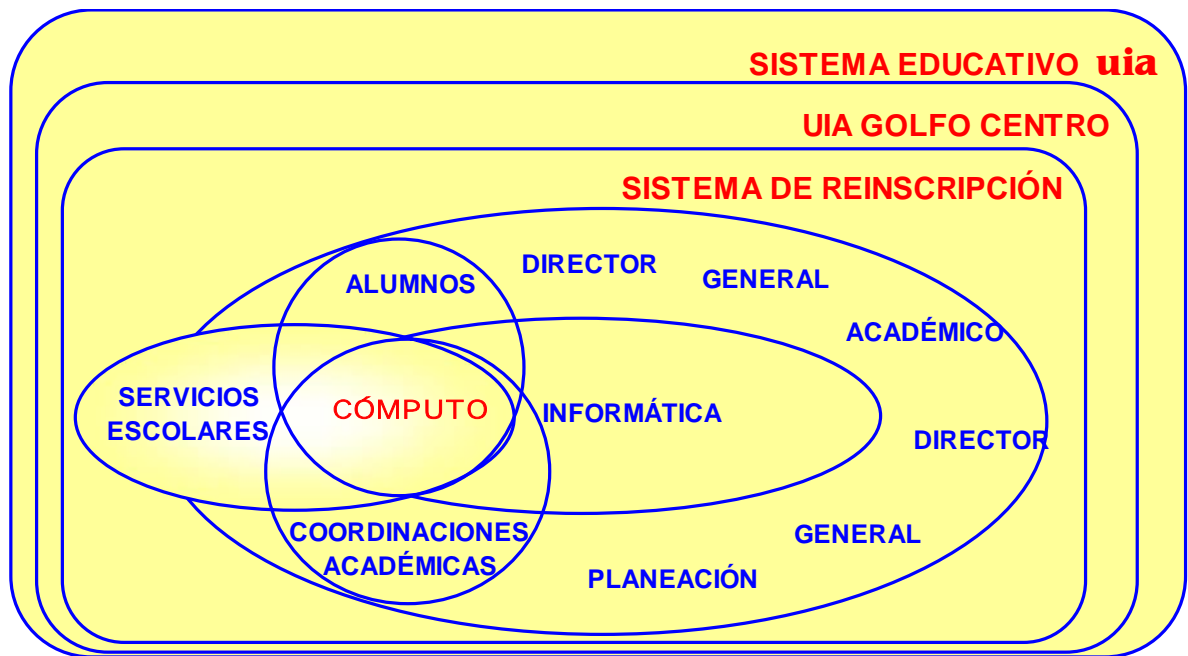 SISTEMA EDUCATIVO uia
UIA GOLFO CENTRO
SISTEMA DE REINSCRIPCIÓN
ALUMNOS
DIRECTOR
GENERAL
ACADÉMICO
SERVICIOS
ESCOLARES
CÓMPUTO
INFORMÁTICA
DIRECTOR
GENERAL
PLANEACIÓN
COORDINACIONES
ACADÉMICAS